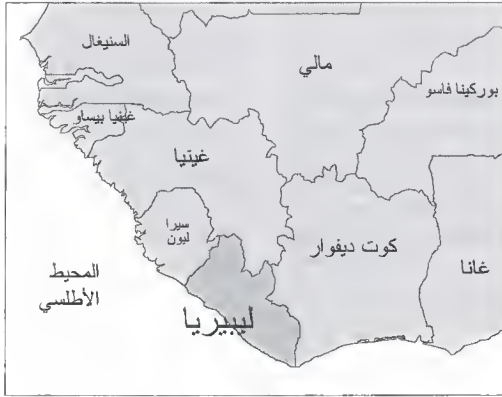 السنيغال
مالي
بوركينا فاسو
غينيا بيساو
غينيا
سيرا
ليون
كوت ديفوار
غانا
المحيط
الأطلسي
ليبيريا